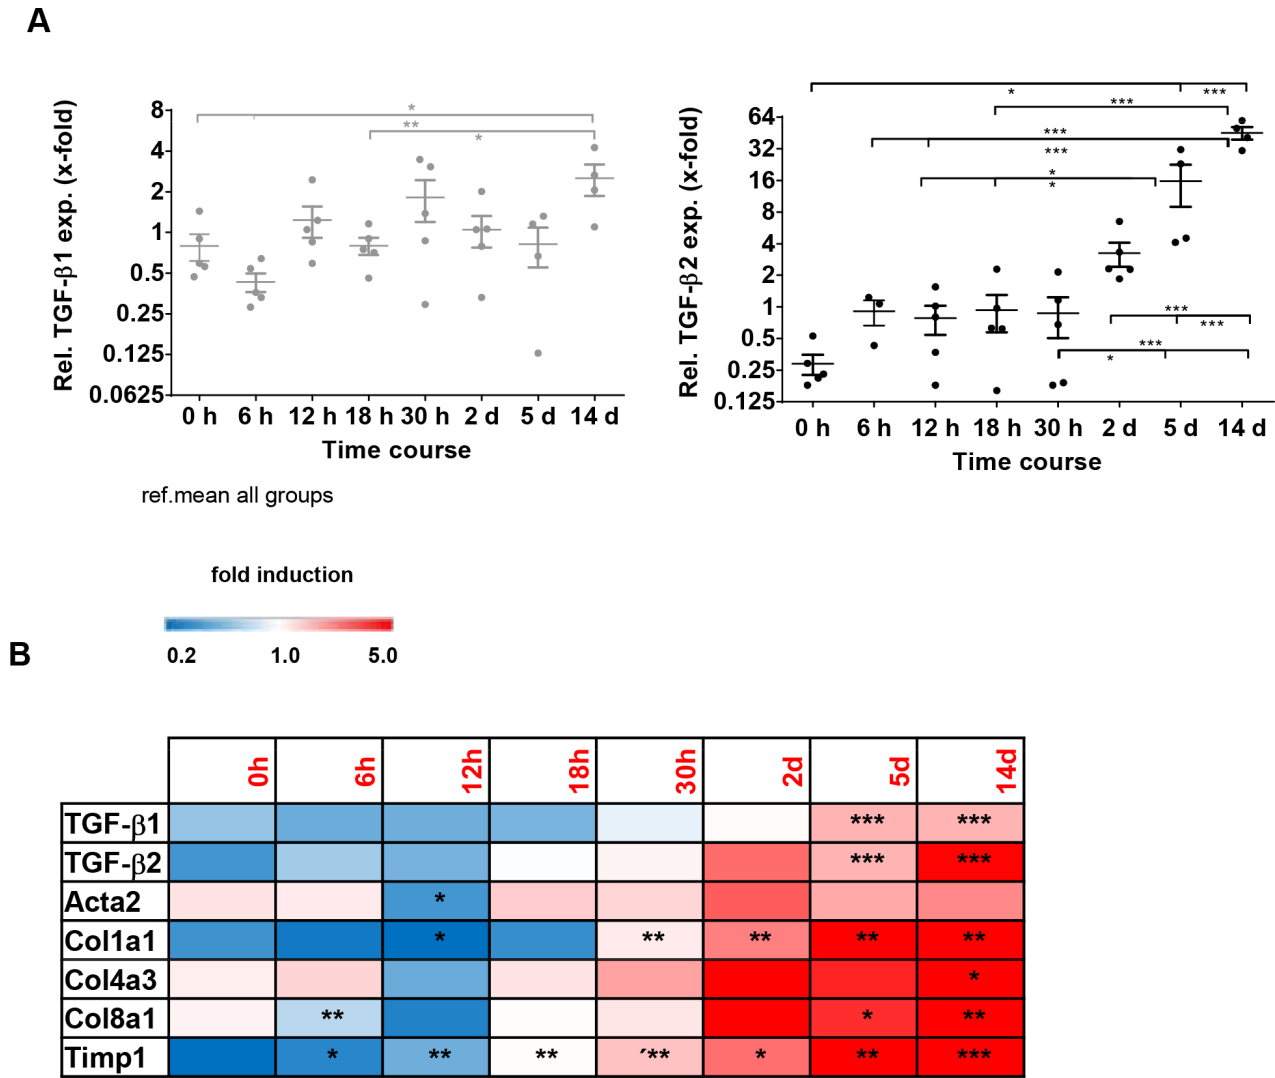 A
Rel. TGF-β1 exp. (x-fold)
8
4
2
1
0.5
0.25
0.125
0.0625
*
**
*
0 h 6 h 12 h 18 h 30 h 2 d 5 d 14 d
Time course
ref.mean all groups
Rel. TGF-β2 exp. (x-fold)
64
32
16
8
4
2
1
0.5
0.25
0.125
* ***
***
***
***
*
*
***
***
***
*
0 h 6 h 12 h 18 h 30 h 2 d 5 d 14 d
Time course
fold induction
0.2 1.0 5.0
B
0h 6h 12h 18h 30h 2d 5d 14d
TGF-β1 *** ***
TGF-β2 *** ***
Acta2 *
Col1a1 * ** ** ** **
Col4a3 *
Col8a1 ** * **
Timp1 * ** ** ´** * ** ***